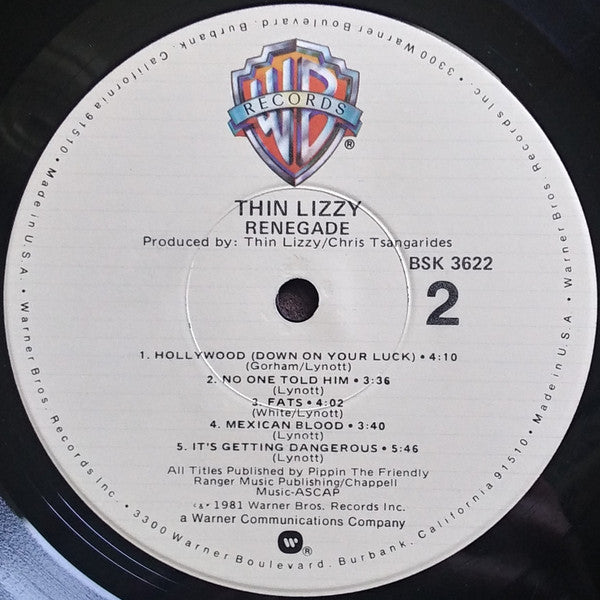 WB
RECORDS
®
THIN LIZZY
RENEGADE
Produced by: Thin Lizzy/Chris Tsangarides
BSK 3622
2
1. HOLLYWOOD (DOWN ON YOUR LUCK) • 4:10
(Gorham/Lynott)
2. NO ONE TOLD HIM • 3:36
(Lynott)
3. FATS • 4:02
(White/Lynott)
4. MEXICAN BLOOD • 3:40
(Lynott)
5. IT'S GETTING DANGEROUS • 5:46
(Lynott)
All Titles Published by Pippin The Friendly
Ranger Music Publishing/Chappell
Music-ASCAP
1981 Warner Bros. Records Inc.
a Warner Communications Company
®
• 3300 Warner Boulevard, Burbank, California 91510 • Made in U.S.A. • Warner Bros. Records Inc. • 3300 Warner Boulevard, Burbank, California 91510 • Made in U.S.A. • Warner Bros. Records Inc.